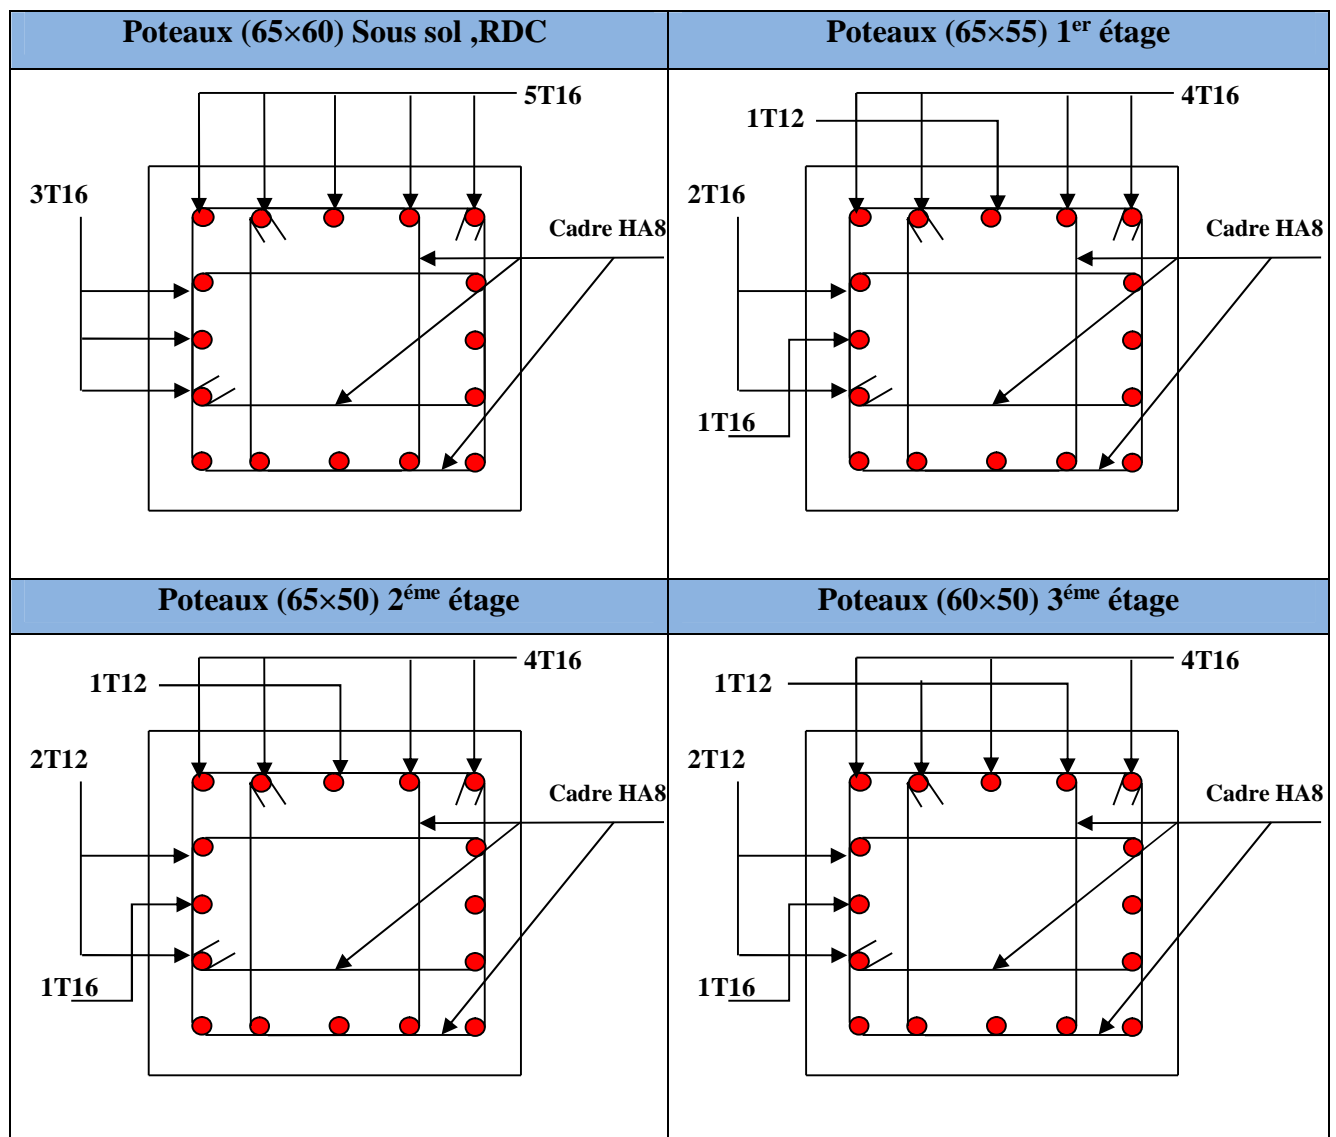 Poteaux (65×60) Sous sol ,RDC
Poteaux (65×55) 1er étage
5T16
3T16
Cadre HA8
4T16
1T12
2T16
Cadre HA8
1T16
Poteaux (65×50) 2éme étage
Poteaux (60×50) 3éme étage
4T16
1T12
2T12
Cadre HA8
1T16
4T16
1T12
2T12
Cadre HA8
1T16